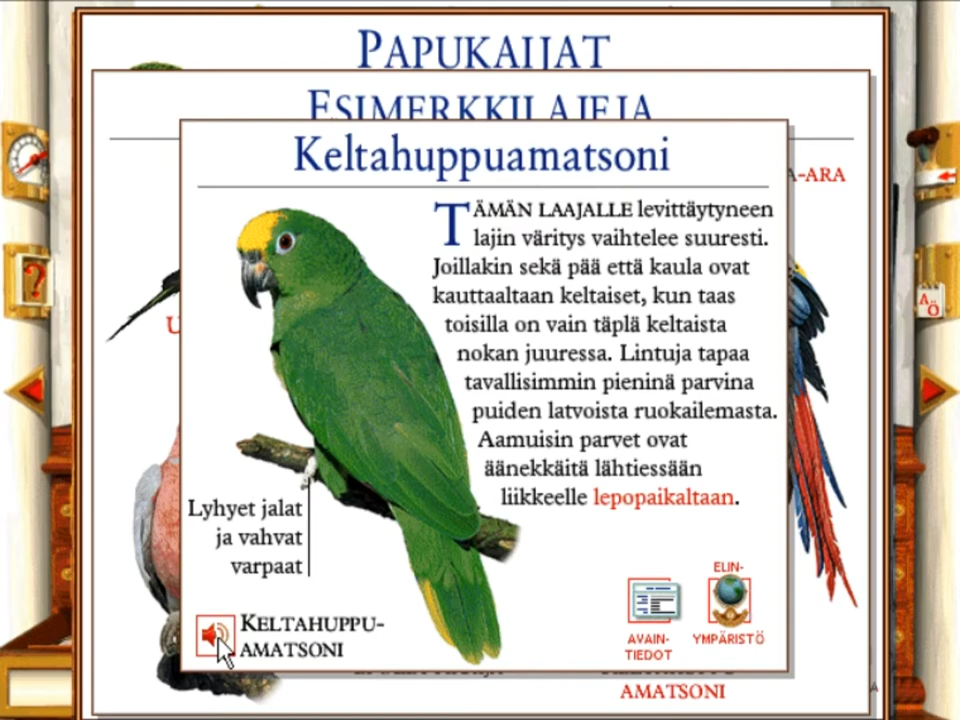 PAPUKAIJAT
ESIMERKKILAJEJA
Keltahuppuamatsoni
-ARA
TÄMÄN LAAJALLE levittäytyneen
lajin väritys vaihtelee suuresti.
Joillakin sekä pää että kaula ovat
kauttaaltaan keltaiset, kun taas
toisilla on vain täplä keltaista
nokan juuressa. Lintuja tapaa
tavallisimmin pieninä parvina
puiden latvoista ruokailemasta.
Aamuisin parvet ovat
äänekkäitä lähtiessään
liikkeelle lepopaikaltaan.
Lyhyet jalat
ja vahvat
varpaat
KELTAHUPPU-
AMATSONI
AVAIN-
TIEDOT
ELIN-
YMPÄRISTÖ
AMATSONI
?
A
Ö